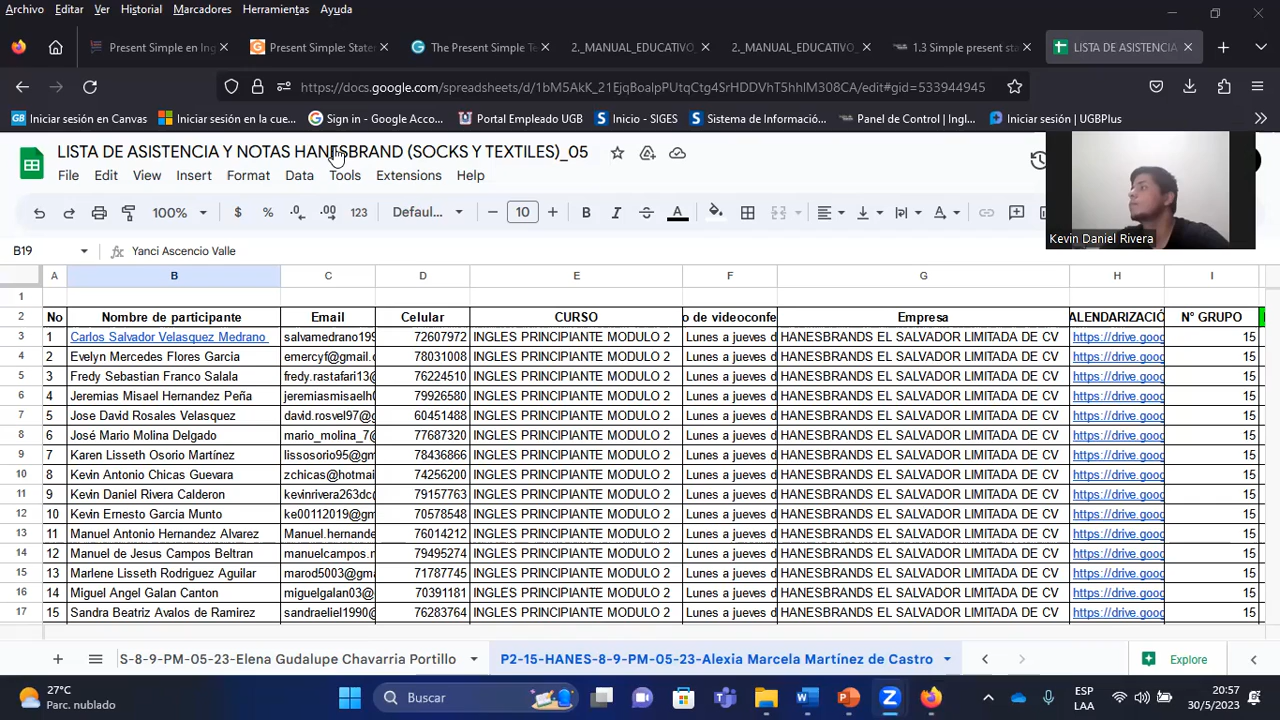 Archivo Editar Ver Historial Marcadores Herramientas Ayuda
Present Simple en Ing
Present Simple: State
The Present Simple Te
2._MANUAL_EDUCATIVO_
2._MANUAL_EDUCATIVO_
1.3 Simple present sta
LISTA DE ASISTENCIA
https://docs.google.com/spreadsheets/d/1bM5AkK_21EjqBoalpPUtqCtg4SrHDDVhT5hhlM308CA/edit#gid=533944945
Iniciar sesión en Canvas
Iniciar sesión en la cue...
Sign in - Google Acco...
Portal Empleado UGB
Inicio - SIGES
Sistema de Informació...
Panel de Control | Ingl...
Iniciar sesión | UGBPlus
LISTA DE ASISTENCIA Y NOTAS HANESBRAND (SOCKS Y TEXTILES)_05
File Edit View Insert Format Data Tools Extensions Help
100% $ % .0 .00 123 Defaul... 10 B I A
Kevin Daniel Rivera
B19 fx Yanci Ascencio Valle
A B C D E F G H I
1
2 No Nombre de participante Email Celular CURSO o de videoconfe Empresa ALENDARIZACIÓ N° GRUPO
3 1 Carlos Salvador Velasquez Medrano salvamedrano199 72607972 INGLES PRINCIPIANTE MODULO 2 Lunes a jueves d HANESBRANDS EL SALVADOR LIMITADA DE CV https://drive.goog 15
4 2 Evelyn Mercedes Flores Garcia emercyf@gmail. 78031008 INGLES PRINCIPIANTE MODULO 2 Lunes a jueves d HANESBRANDS EL SALVADOR LIMITADA DE CV https://drive.goog 15
5 3 Fredy Sebastian Franco Salala fredy.rastafari13@ 76224510 INGLES PRINCIPIANTE MODULO 2 Lunes a jueves d HANESBRANDS EL SALVADOR LIMITADA DE CV https://drive.goog 15
6 4 Jeremias Misael Hernandez Peña jeremiasmisaelh0 79926580 INGLES PRINCIPIANTE MODULO 2 Lunes a jueves d HANESBRANDS EL SALVADOR LIMITADA DE CV https://drive.goog 15
7 5 Jose David Rosales Velasquez david.rosvel97@g 60451488 INGLES PRINCIPIANTE MODULO 2 Lunes a jueves d HANESBRANDS EL SALVADOR LIMITADA DE CV https://drive.goog 15
8 6 José Mario Molina Delgado mario_molina_7@ 77687320 INGLES PRINCIPIANTE MODULO 2 Lunes a jueves d HANESBRANDS EL SALVADOR LIMITADA DE CV https://drive.goog 15
9 7 Karen Lisseth Osorio Martínez lissosorio95@gm 78436866 INGLES PRINCIPIANTE MODULO 2 Lunes a jueves d HANESBRANDS EL SALVADOR LIMITADA DE CV https://drive.goog 15
10 8 Kevin Antonio Chicas Guevara zchicas@hotmai 74256200 INGLES PRINCIPIANTE MODULO 2 Lunes a jueves d HANESBRANDS EL SALVADOR LIMITADA DE CV https://drive.goog 15
11 9 Kevin Daniel Rivera Calderon kevinrivera263dc 79157763 INGLES PRINCIPIANTE MODULO 2 Lunes a jueves d HANESBRANDS EL SALVADOR LIMITADA DE CV https://drive.goog 15
12 10 Kevin Ernesto Garcia Munto ke00112019@gm 70578548 INGLES PRINCIPIANTE MODULO 2 Lunes a jueves d HANESBRANDS EL SALVADOR LIMITADA DE CV https://drive.goog 15
13 11 Manuel Antonio Hernandez Alvarez Manuel.hernande 76014212 INGLES PRINCIPIANTE MODULO 2 Lunes a jueves d HANESBRANDS EL SALVADOR LIMITADA DE CV https://drive.goog 15
14 12 Manuel de Jesus Campos Beltran manuelcampos.r 79495274 INGLES PRINCIPIANTE MODULO 2 Lunes a jueves d HANESBRANDS EL SALVADOR LIMITADA DE CV https://drive.goog 15
15 13 Marlene Lisseth Rodriguez Aguilar marod5003@gma 71787745 INGLES PRINCIPIANTE MODULO 2 Lunes a jueves d HANESBRANDS EL SALVADOR LIMITADA DE CV https://drive.goog 15
16 14 Miguel Angel Galan Canton miguelgalan03@ 70391181 INGLES PRINCIPIANTE MODULO 2 Lunes a jueves d HANESBRANDS EL SALVADOR LIMITADA DE CV https://drive.goog 15
17 15 Sandra Beatriz Avalos de Ramirez sandraeliel1990@ 76283764 INGLES PRINCIPIANTE MODULO 2 Lunes a jueves d HANESBRANDS EL SALVADOR LIMITADA DE CV https://drive.goog 15
S-8-9-PM-05-23-Elena Gudalupe Chavarria Portillo
P2-15-HANES-8-9-PM-05-23-Alexia Marcela Martínez de Castro
Explore
27°C
Parc. nublado
Buscar
ESP
LAA
20:57
30/5/2023